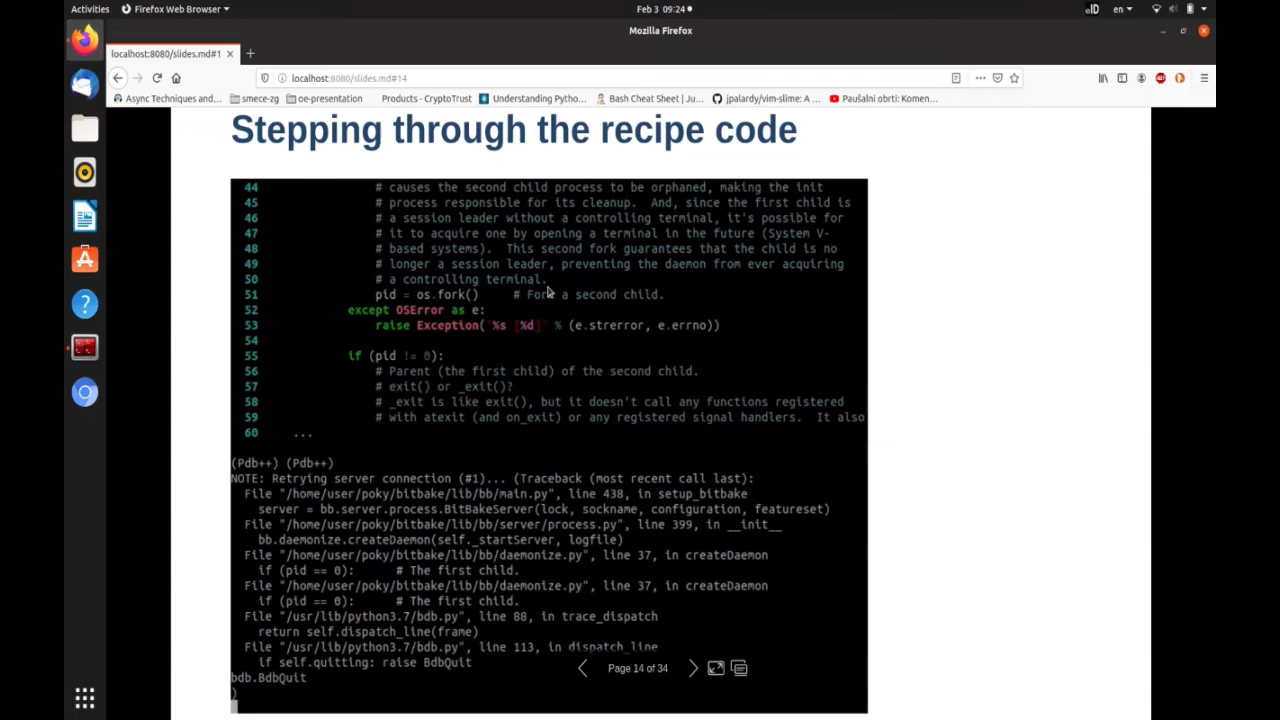 Activities
Firefox Web Browser
Feb 3 09:24
en
Mozilla Firefox
localhost:8080/slides.md#1
localhost:8080/slides.md#14
Async Techniques and...
smece-zg
oe-presentation
Products - CryptoTrust
Understanding Pytho...
Bash Cheat Sheet | Ju...
jpalardy/vim-slime: A ...
Paušalni obrti: Komen...
Stepping through the recipe code
44 # causes the second child process to be orphaned, making the init
45 # process responsible for its cleanup. And, since the first child is
46 # a session leader without a controlling terminal, it's possible for
47 # it to acquire one by opening a terminal in the future (System V-
48 # based systems). This second fork guarantees that the child is no
49 # longer a session leader, preventing the daemon from ever acquiring
50 # a controlling terminal.
51 pid = os.fork() # Fork a second child.
52 except OSError as e:
53 raise Exception("%s [%d]" % (e.strerror, e.errno))
54
55 if (pid != 0):
56 # Parent (the first child) of the second child.
57 # exit() or _exit()?
58 # _exit is like exit(), but it doesn't call any functions registered
59 # with atexit (and on_exit) or any registered signal handlers. It also
60 ...
(Pdb++) (Pdb++)
NOTE: Retrying server connection (#1)... (Traceback (most recent call last):
File "/home/user/poky/bitbake/lib/bb/main.py", line 438, in setup_bitbake
server = bb.server.process.BitBakeServer(lock, sockname, configuration, featureset)
File "/home/user/poky/bitbake/lib/bb/server/process.py", line 399, in __init__
bb.daemonize.createDaemon(self._startServer, logfile)
File "/home/user/poky/bitbake/lib/bb/daemonize.py", line 37, in createDaemon
if (pid == 0): # The first child.
File "/home/user/poky/bitbake/lib/bb/daemonize.py", line 37, in createDaemon
if (pid == 0): # The first child.
File "/usr/lib/python3.7/bdb.py", line 88, in trace_dispatch
return self.dispatch_line(frame)
File "/usr/lib/python3.7/bdb.py", line 113, in dispatch_line
if self.quitting: raise BdbQuit
bdb.BdbQuit
)
Page 14 of 34